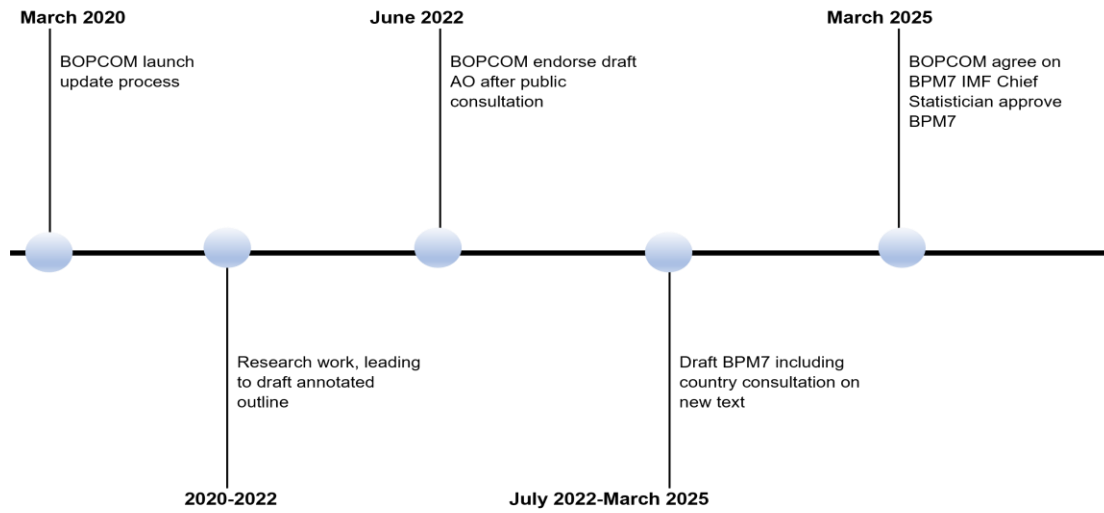 March 2020
BOPCOM launch
update process
June 2022
BOPCOM endorse draft
AO after public
consultation
March 2025
BOPCOM agree on
BPM7 IMF Chief
Statistician approve
BPM7
Research work, leading
to draft annotated
outline
2020-2022
Draft BPM7 including
country consultation on
new text
July 2022-March 2025